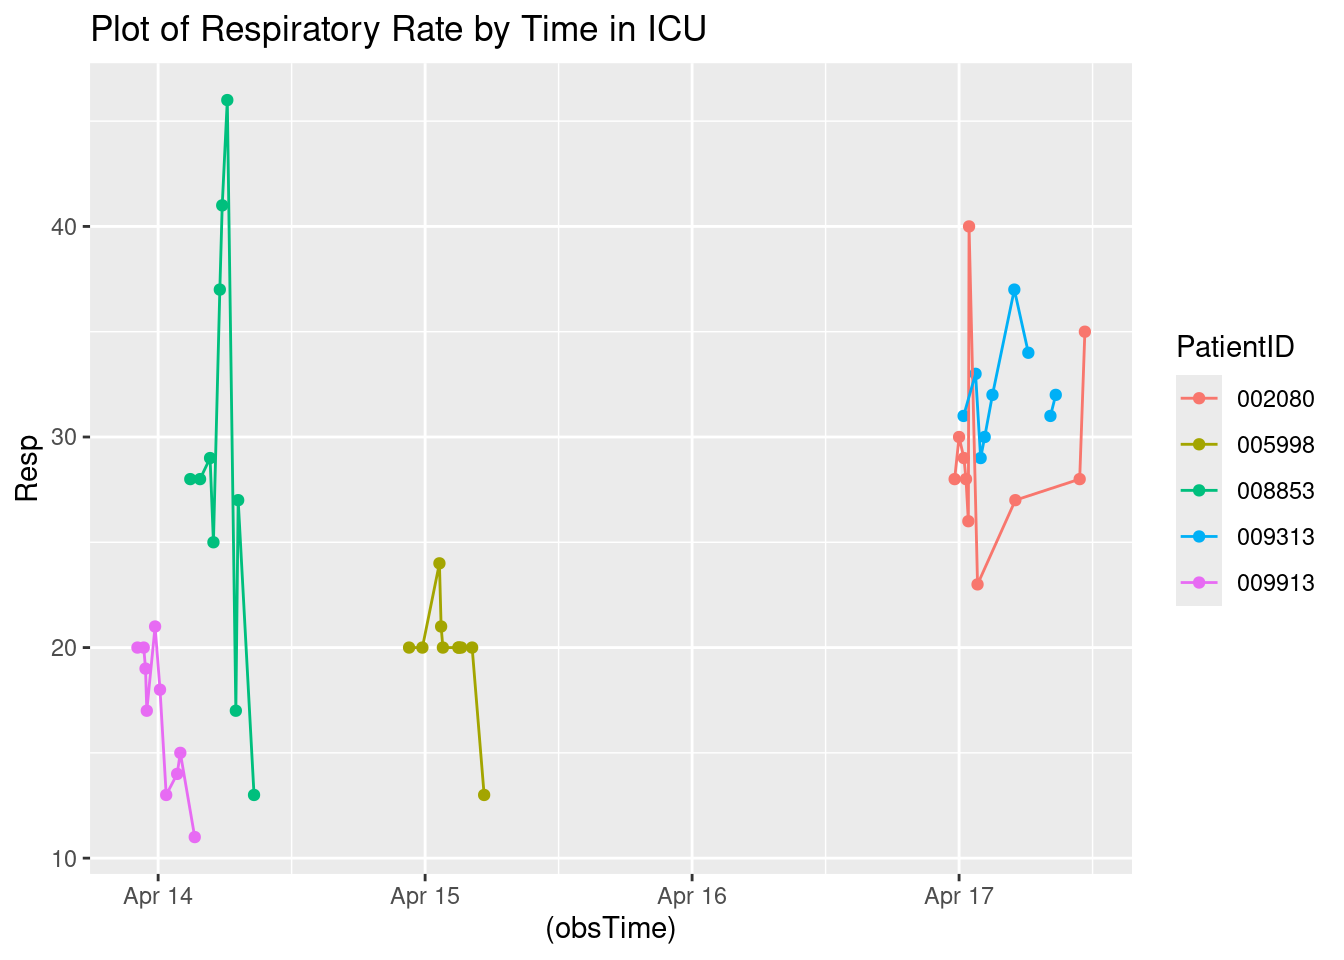 Plot of Respiratory Rate by Time in ICU
Resp
40
30
20
10
Apr 14
Apr 15
Apr 16
Apr 17
(obsTime)
PatientID
002080
005998
008853
009313
009913